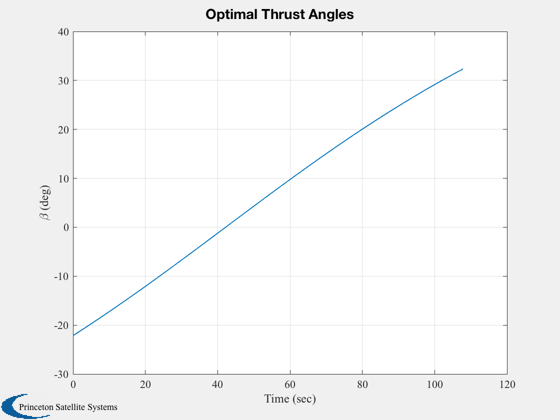 Optimal Thrust Angles
40
30
20
10
0
-10
-20
-30
β (deg)
0 20 40 60 80 100 120
Time (sec)
Princeton Satellite Systems